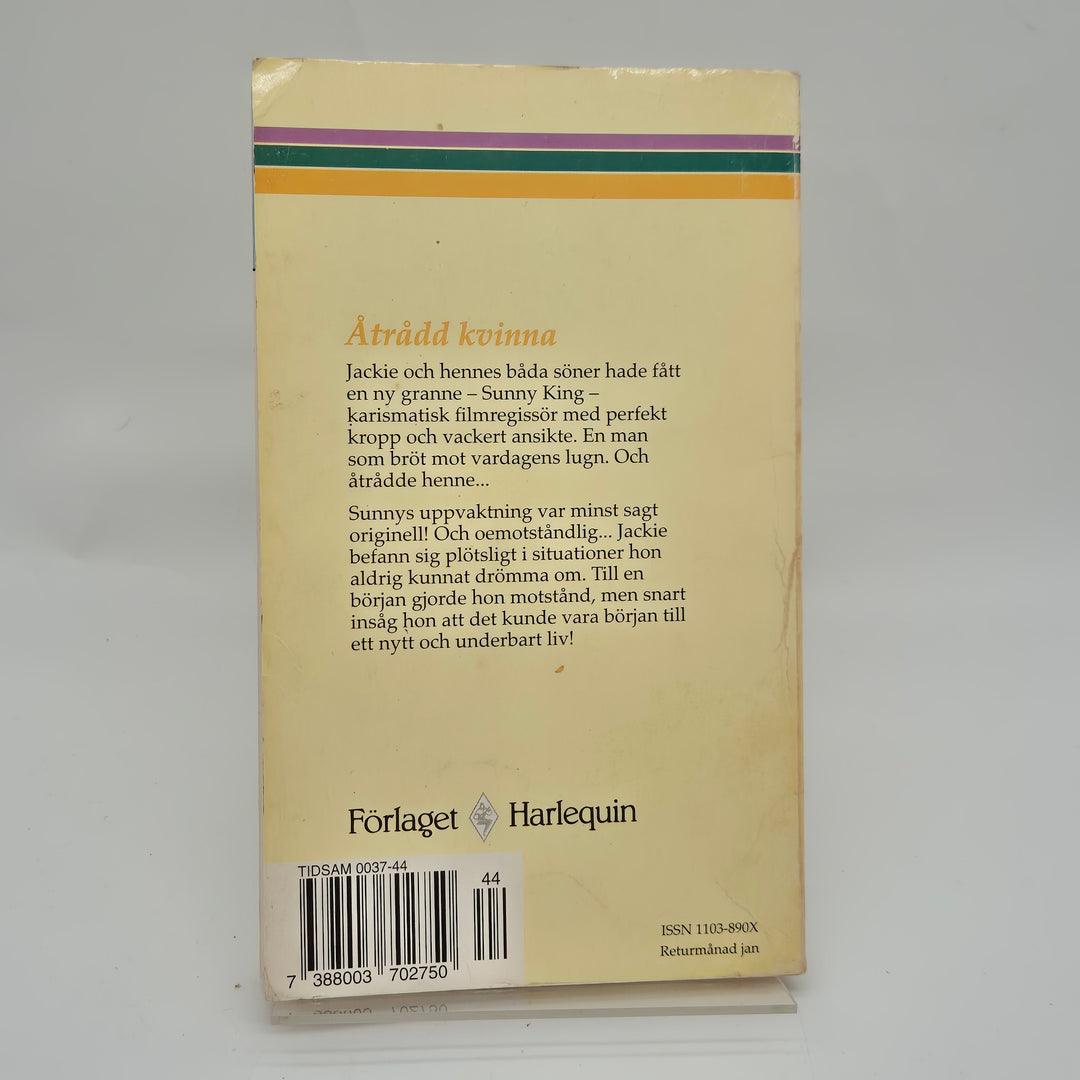 Åtrådd kvinna
Jackie och hennes båda söner hade fått
en ny granne – Sunny King –
karismatisk filmregissör med perfekt
kropp och vackert ansikte. En man
som bröt mot vardagens lugn. Och
åtrådde henne...
Sunnys uppvaktning var minst sagt
originell! Och oemotståndlig... Jackie
befann sig plötsligt i situationer hon
aldrig kunnat drömma om. Till en
början gjorde hon motstånd, men snart
insåg hon att det kunde vara början till
ett nytt och underbart liv!
Förlaget Harlequin
TIDSAM 0037-44
44
7 388003 702750
ISSN 1103-890X
Returmånad jan